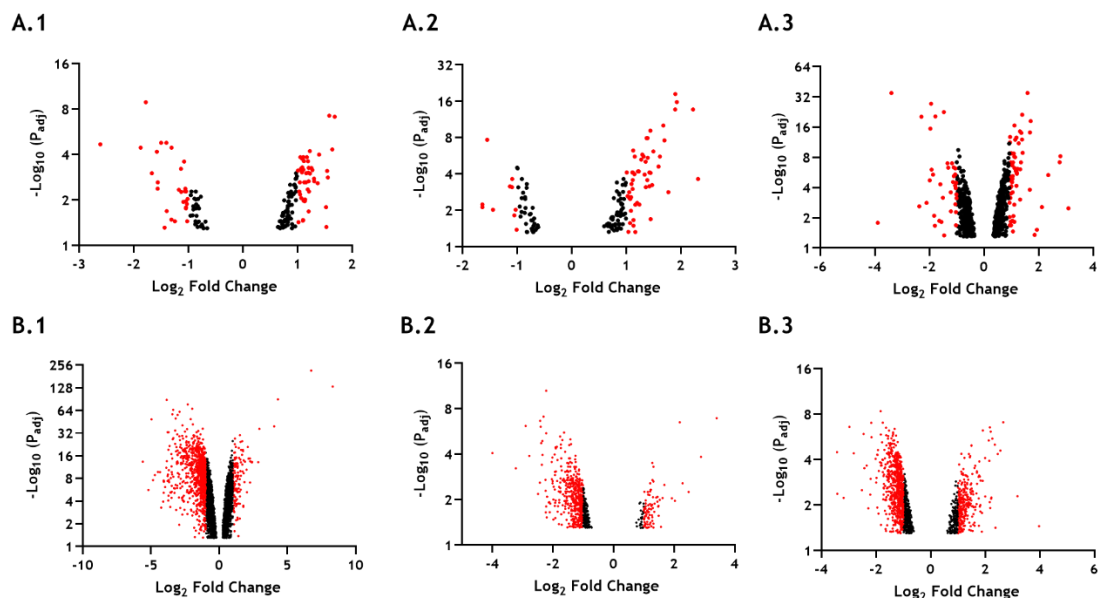 A.1 A.2 A.3
16
8
4
2
1
-3 -2 -1 0 1 2
-Log10 (Padj)
Log2 Fold Change
32
16
8
4
2
1
-2 -1 0 1 2 3
-Log10 (Padj)
Log2 Fold Change
64
32
16
8
4
2
1
-6 -4 -2 0 2 4 6
-Log10 (Padj)
Log2 Fold Change
B.1 B.2 B.3
256
128
64
32
16
8
4
2
1
-10 -5 0 5 10
-Log10 (Padj)
Log2 Fold Change
16
8
4
2
1
-4 -2 0 2 4
-Log10 (Padj)
Log2 Fold Change
16
8
4
2
1
-4 -2 0 2 4 6
-Log10 (Padj)
Log2 Fold Change